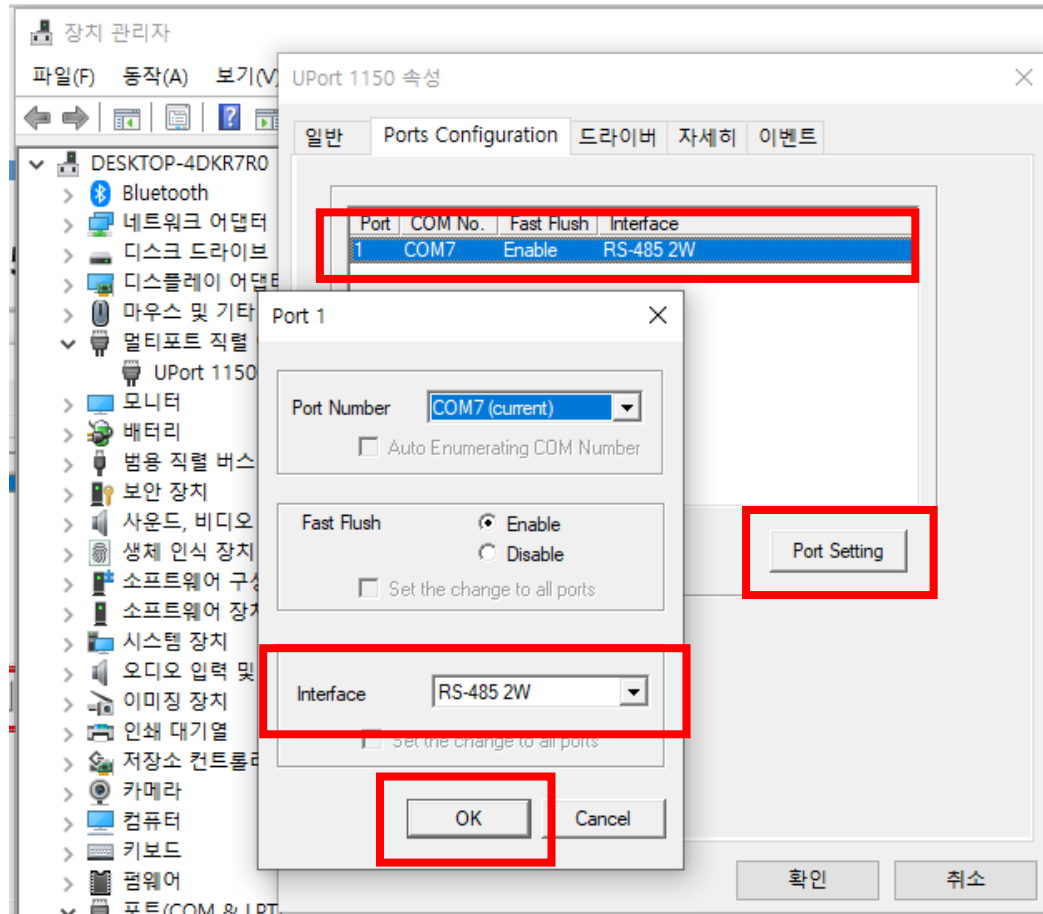 장치 관리자
파일(F) 동작(A) 보기(V)
DESKTOP-4DKR7R0
Bluetooth
네트워크 어댑터
디스크 드라이브
디스플레이 어댑터
마우스 및 기타
멀티포트 직렬
UPort 1150
모니터
배터리
범용 직렬 버스
보안 장치
사운드, 비디오
생체 인식 장치
소프트웨어 구성
소프트웨어 장치
시스템 장치
오디오 입력 및
이미징 장치
인쇄 대기열
저장소 컨트롤러
카메라
컴퓨터
키보드
펌웨어
포트(COM & LPT)
UPort 1150 속성
일반 Ports Configuration 드라이버 자세히 이벤트
Port COM No. Fast Flush Interface
1 COM7 Enable RS-485 2W
Port Setting
확인 취소
Port 1
Port Number COM7 (current)
Auto Enumerating COM Number
Fast Flush Enable
Disable
Set the change to all ports
Interface RS-485 2W
Set the change to all ports
OK Cancel